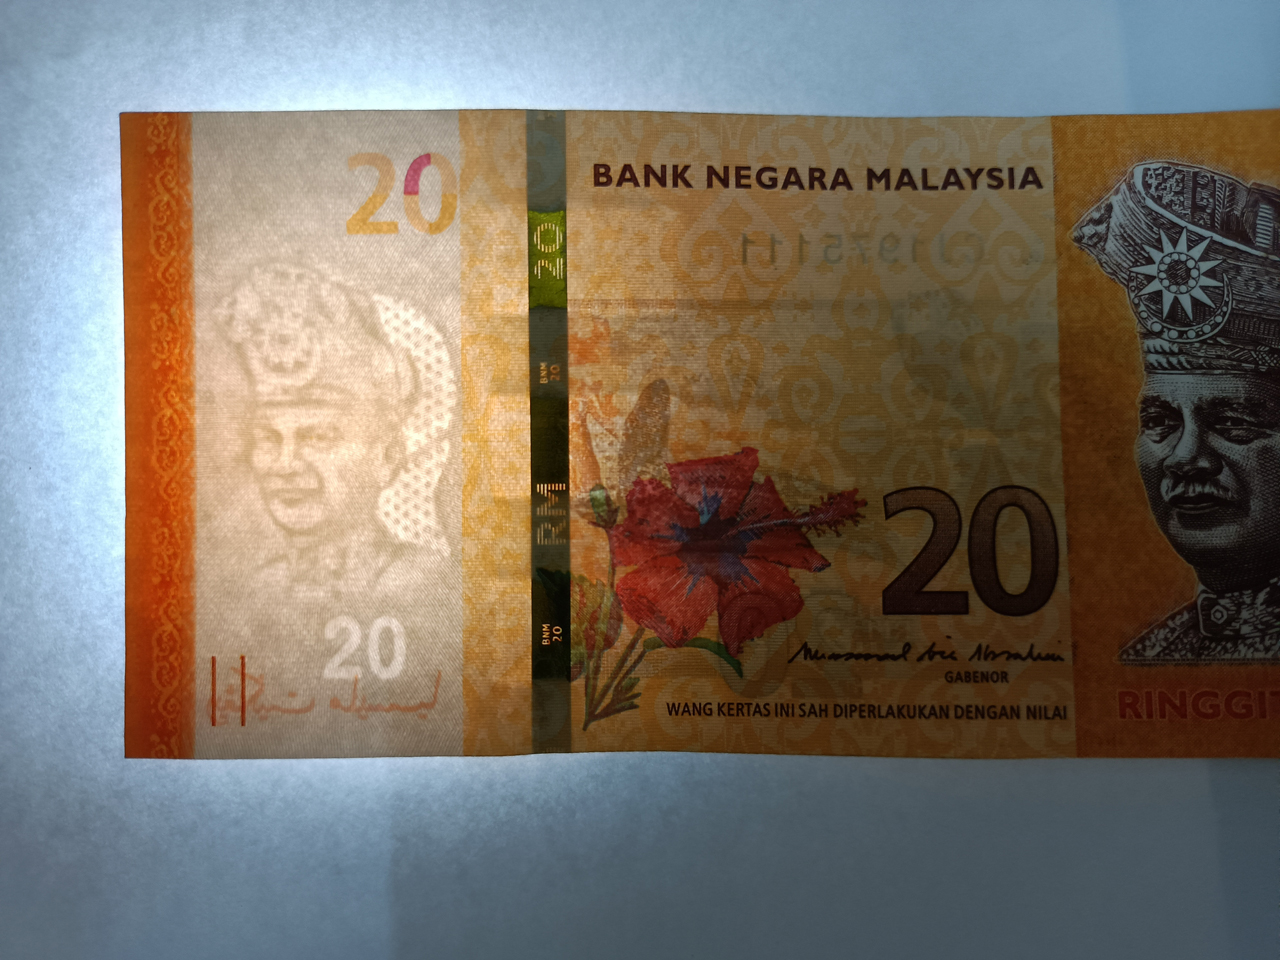 20
BANK NEGARA MALAYSIA
20
1975111
BNM
20
RM
20
20
BNM
20
GABENOR
WANG KERTAS INI SAH DIPERLAKUKAN DENGAN NILAI
RINGGIT